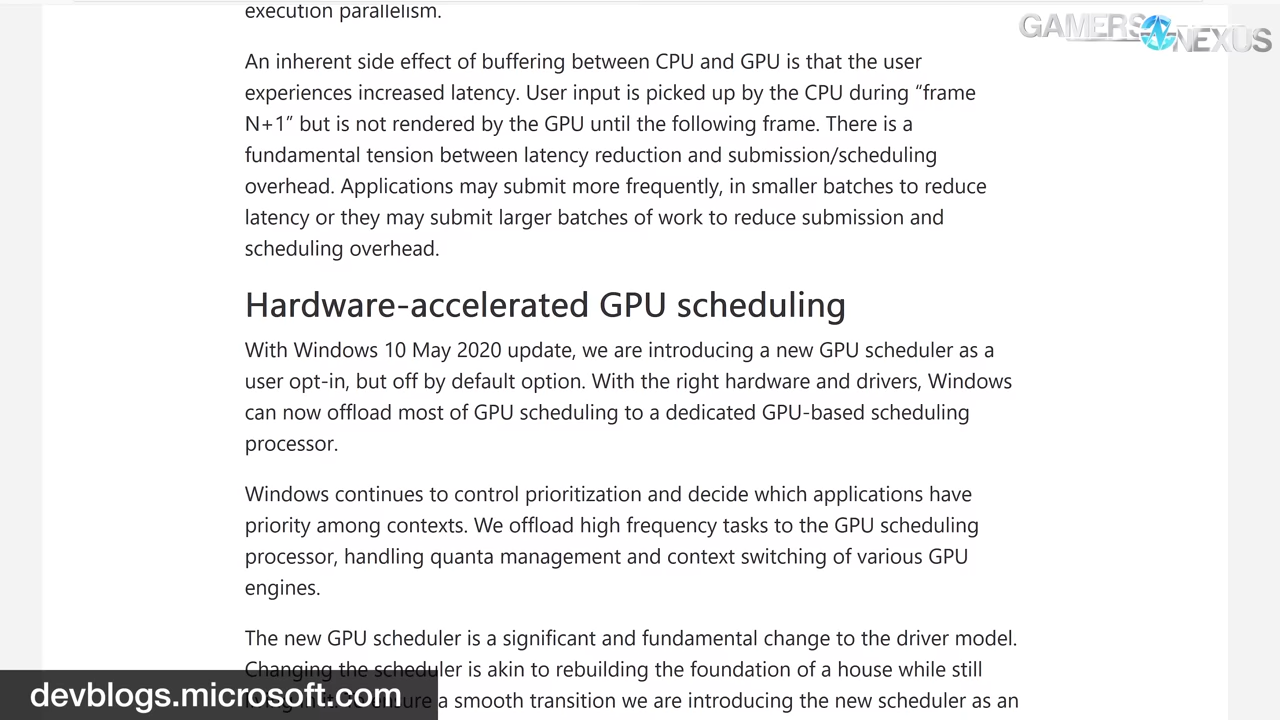 execution parallelism.
GAMERS NEXUS
An inherent side effect of buffering between CPU and GPU is that the user
experiences increased latency. User input is picked up by the CPU during “frame
N+1” but is not rendered by the GPU until the following frame. There is a
fundamental tension between latency reduction and submission/scheduling
overhead. Applications may submit more frequently, in smaller batches to reduce
latency or they may submit larger batches of work to reduce submission and
scheduling overhead.
Hardware-accelerated GPU scheduling
With Windows 10 May 2020 update, we are introducing a new GPU scheduler as a
user opt-in, but off by default option. With the right hardware and drivers, Windows
can now offload most of GPU scheduling to a dedicated GPU-based scheduling
processor.
Windows continues to control prioritization and decide which applications have
priority among contexts. We offload high frequency tasks to the GPU scheduling
processor, handling quanta management and context switching of various GPU
engines.
The new GPU scheduler is a significant and fundamental change to the driver model.
Changing the scheduler is akin to rebuilding the foundation of a house while still
a smooth transition we are introducing the new scheduler as an
devblogs.microsoft.com